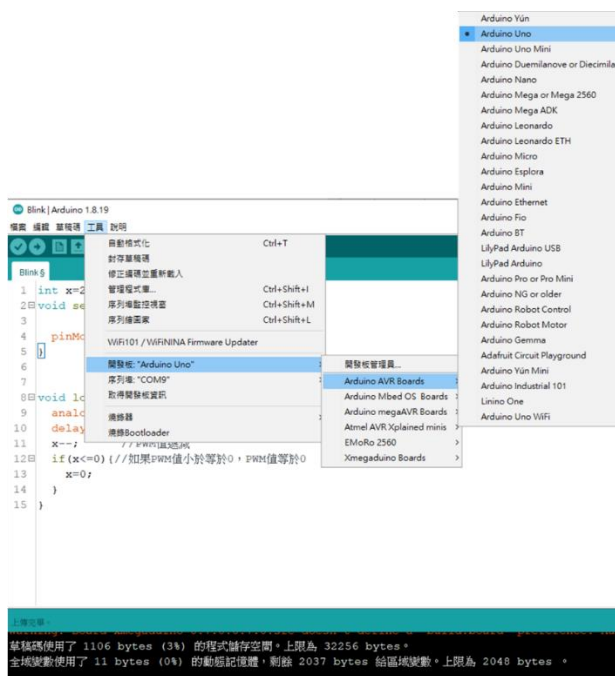 Blink | Arduino 1.8.19
檔案 編輯 草稿碼 工具 說明
Blink §
1 int x=2
2 void se
3
4 pinMo
5 }
6
7
8 void lo
9 analo
10 delay
11 x--; //PWM值遞減
12 if(x<=0){//如果PWM值小於等於0，PWM值等於0
13 x=0;
14 }
15 }
自動格式化 Ctrl+T
封存草稿碼
修正編碼並重新載入
管理程式庫... Ctrl+Shift+I
序列埠監控視窗 Ctrl+Shift+M
序列繪圖家 Ctrl+Shift+L
WiFi101 / WiFiNINA Firmware Updater
開發板: "Arduino Uno"
序列埠: "COM9"
取得開發板資訊
燒錄器
燒錄Bootloader
開發板管理員...
Arduino AVR Boards
Arduino Mbed OS Boards
Arduino megaAVR Boards
Atmel AVR Xplained minis
EMoRo 2560
Xmegaduino Boards
Arduino Yún
Arduino Uno
Arduino Uno Mini
Arduino Duemilanove or Diecimila
Arduino Nano
Arduino Mega or Mega 2560
Arduino Mega ADK
Arduino Leonardo
Arduino Leonardo ETH
Arduino Micro
Arduino Esplora
Arduino Mini
Arduino Ethernet
Arduino Fio
Arduino BT
LilyPad Arduino USB
LilyPad Arduino
Arduino Pro or Pro Mini
Arduino NG or older
Arduino Robot Control
Arduino Robot Motor
Arduino Gemma
Adafruit Circuit Playground
Arduino Yún Mini
Arduino Industrial 101
Linino One
Arduino Uno WiFi
上傳完畢。
草稿碼使用了 1106 bytes (3%) 的程式儲存空間。上限為 32256 bytes。
全域變數使用了 11 bytes (0%) 的動態記憶體，剩餘 2037 bytes 給區域變數。上限為 2048 bytes 。